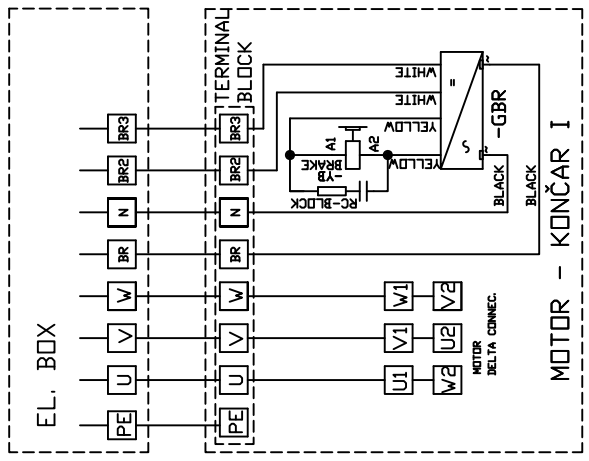 EL. BOX
BR3
BR2
N
BR
W
V
U
PE
TERMINAL
BLOCK
BR3
BR2
N
BR
W
V
U
PE
WHITE
WHITE
YELLOW
YELLOW
A1
A2
-YB
BRAKE
RC-BLOCK
=
-GBR
~
~
BLACK
BLACK
W1
V2
V1
U2
U1
W2
MOTOR
DELTA CONNEC.
MOTOR - KONČAR I